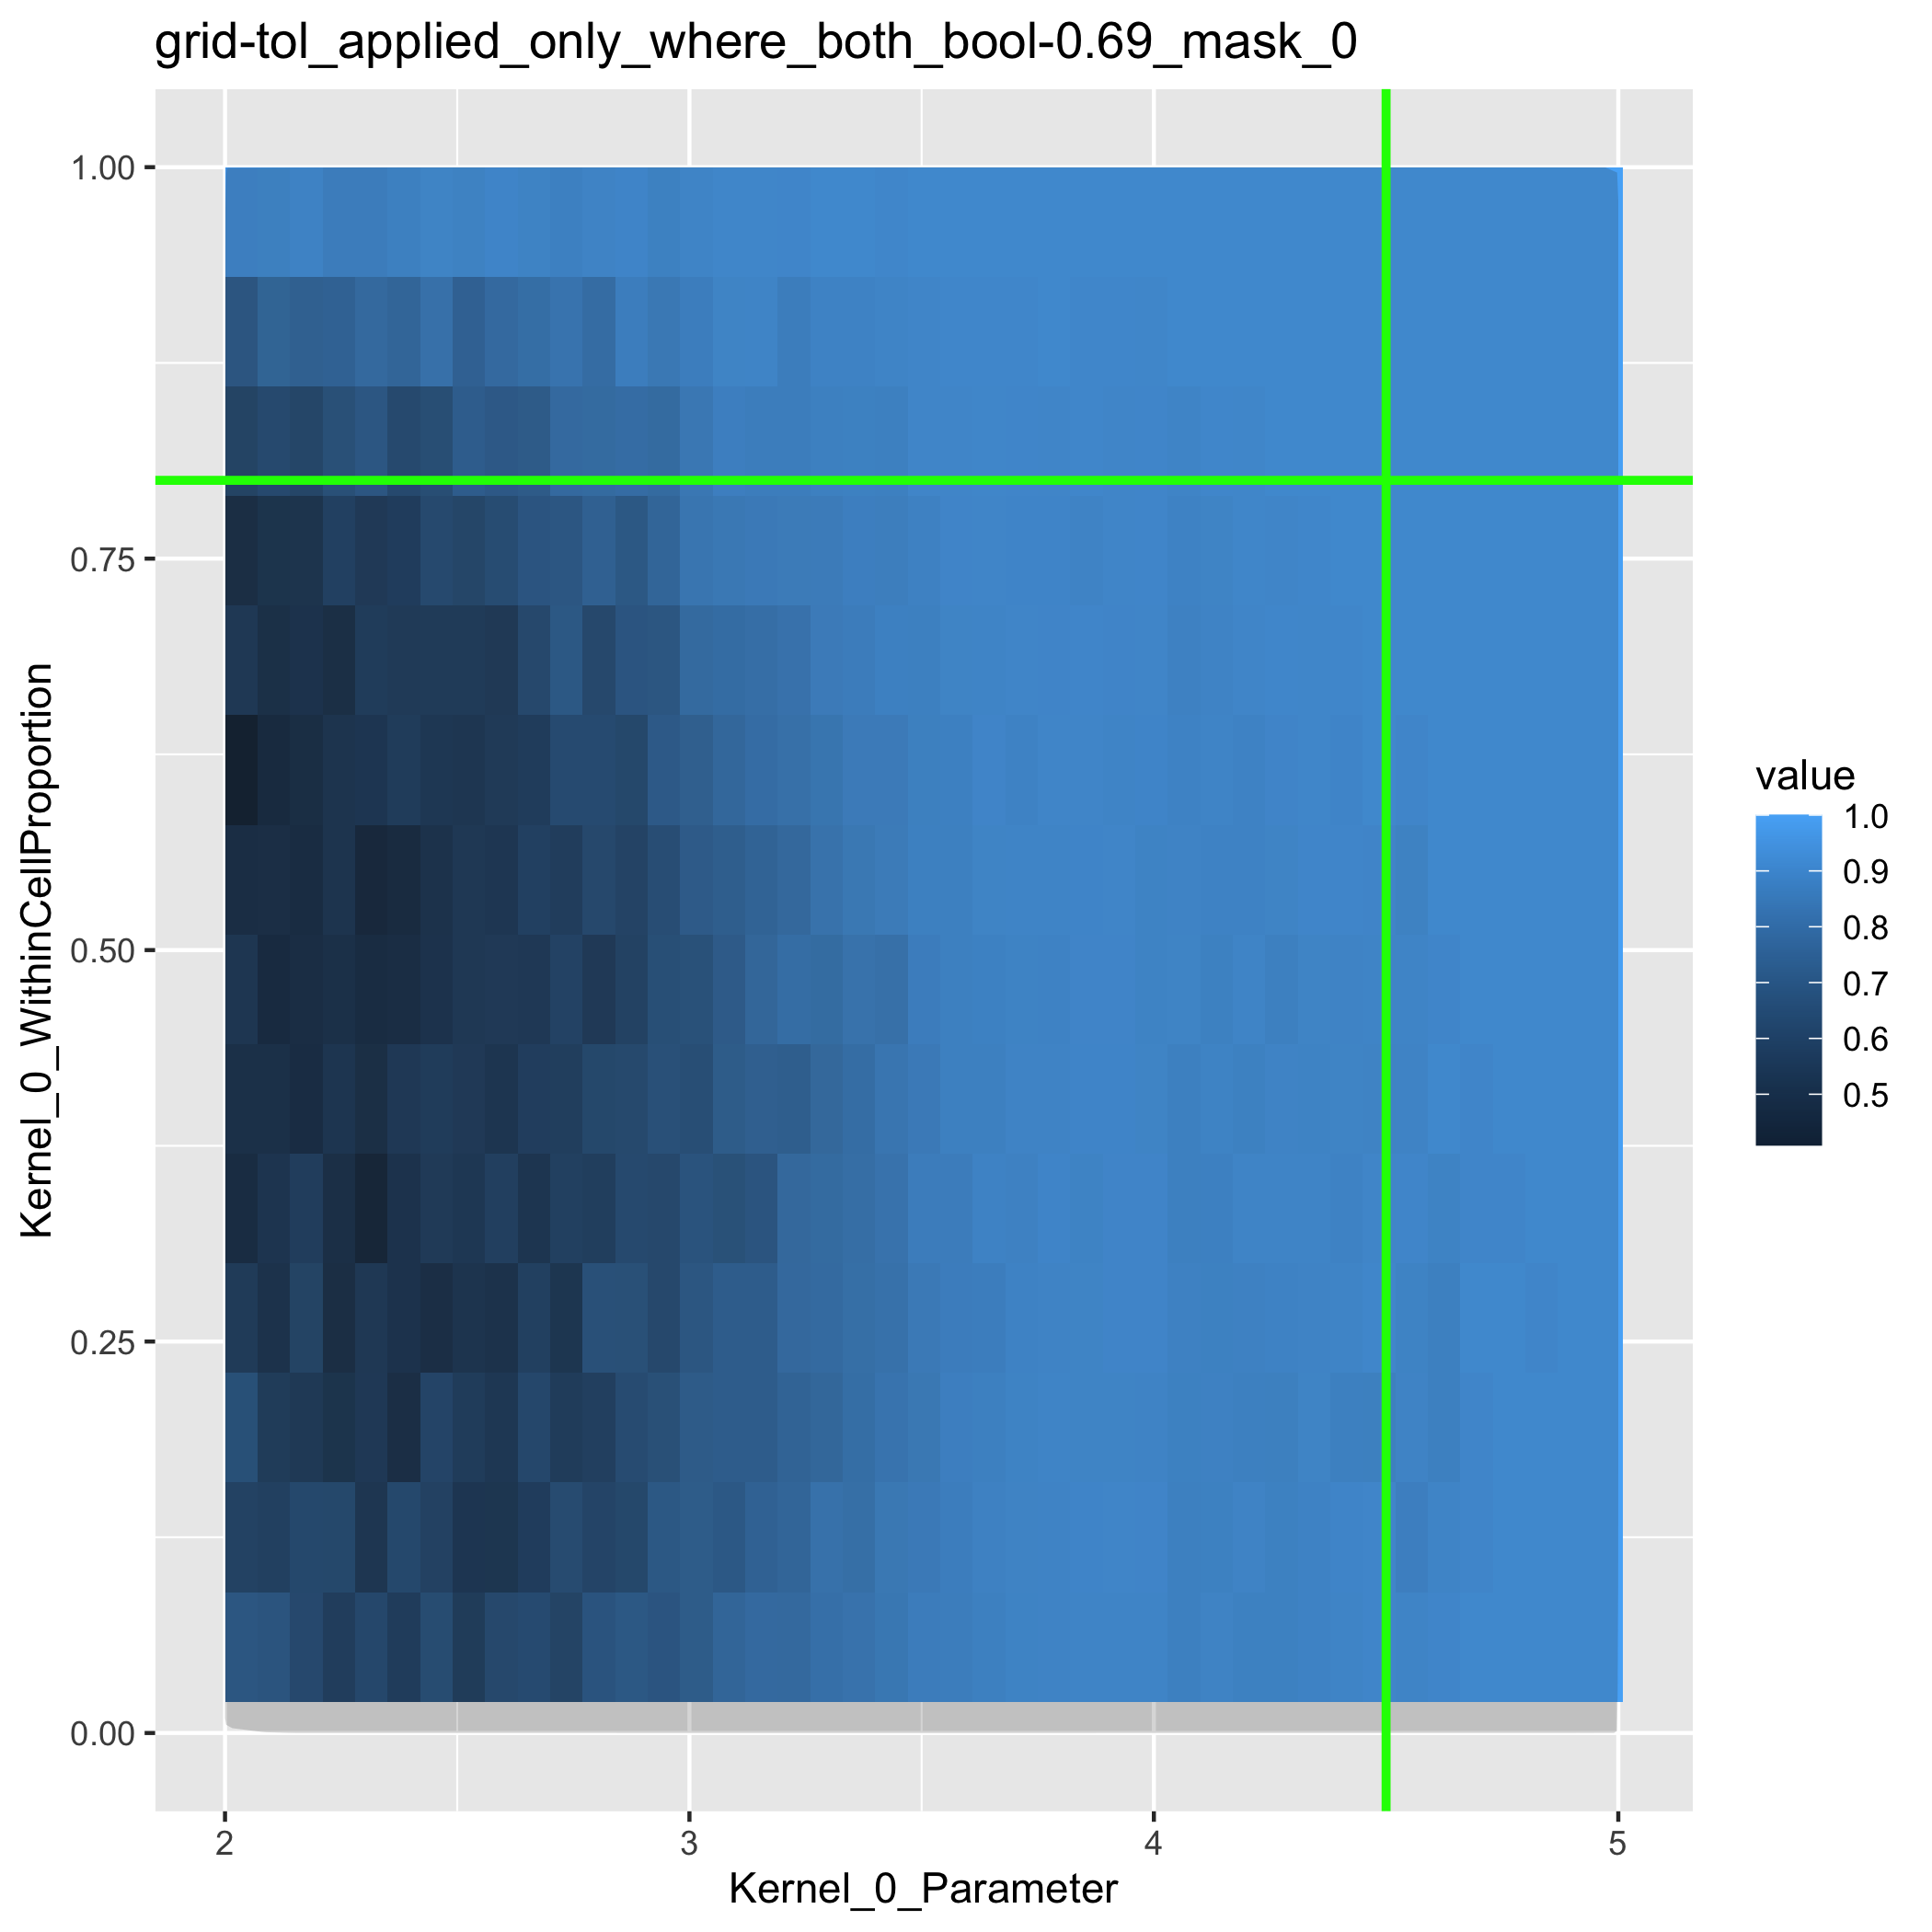 grid-tol_applied_only_where_both_bool-0.69_mask_0
Kernel_0_WithinCellProportion
1.00
0.75
0.50
0.25
0.00
2 3 4 5
Kernel_0_Parameter
value
1.0
0.9
0.8
0.7
0.6
0.5